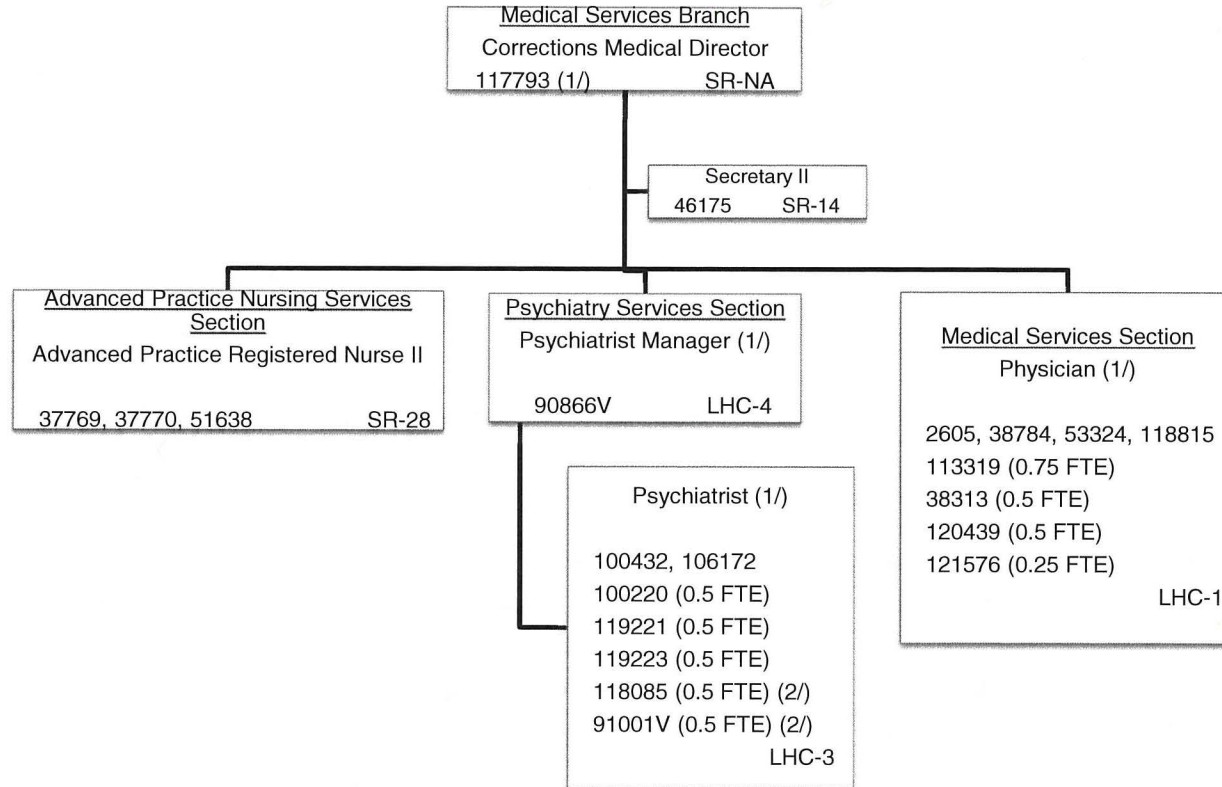 Medical Services Branch
Corrections Medical Director
117793 (1/) SR-NA
Secretary II
46175 SR-14
Advanced Practice Nursing Services
Section
Advanced Practice Registered Nurse II
37769, 37770, 51638 SR-28
Psychiatry Services Section
Psychiatrist Manager (1/)
90866V LHC-4
Psychiatrist (1/)
100432, 106172
100220 (0.5 FTE)
119221 (0.5 FTE)
119223 (0.5 FTE)
118085 (0.5 FTE) (2/)
91001V (0.5 FTE) (2/)
LHC-3
Medical Services Section
Physician (1/)
2605, 38784, 53324, 118815
113319 (0.75 FTE)
38313 (0.5 FTE)
120439 (0.5 FTE)
121576 (0.25 FTE)
LHC-1